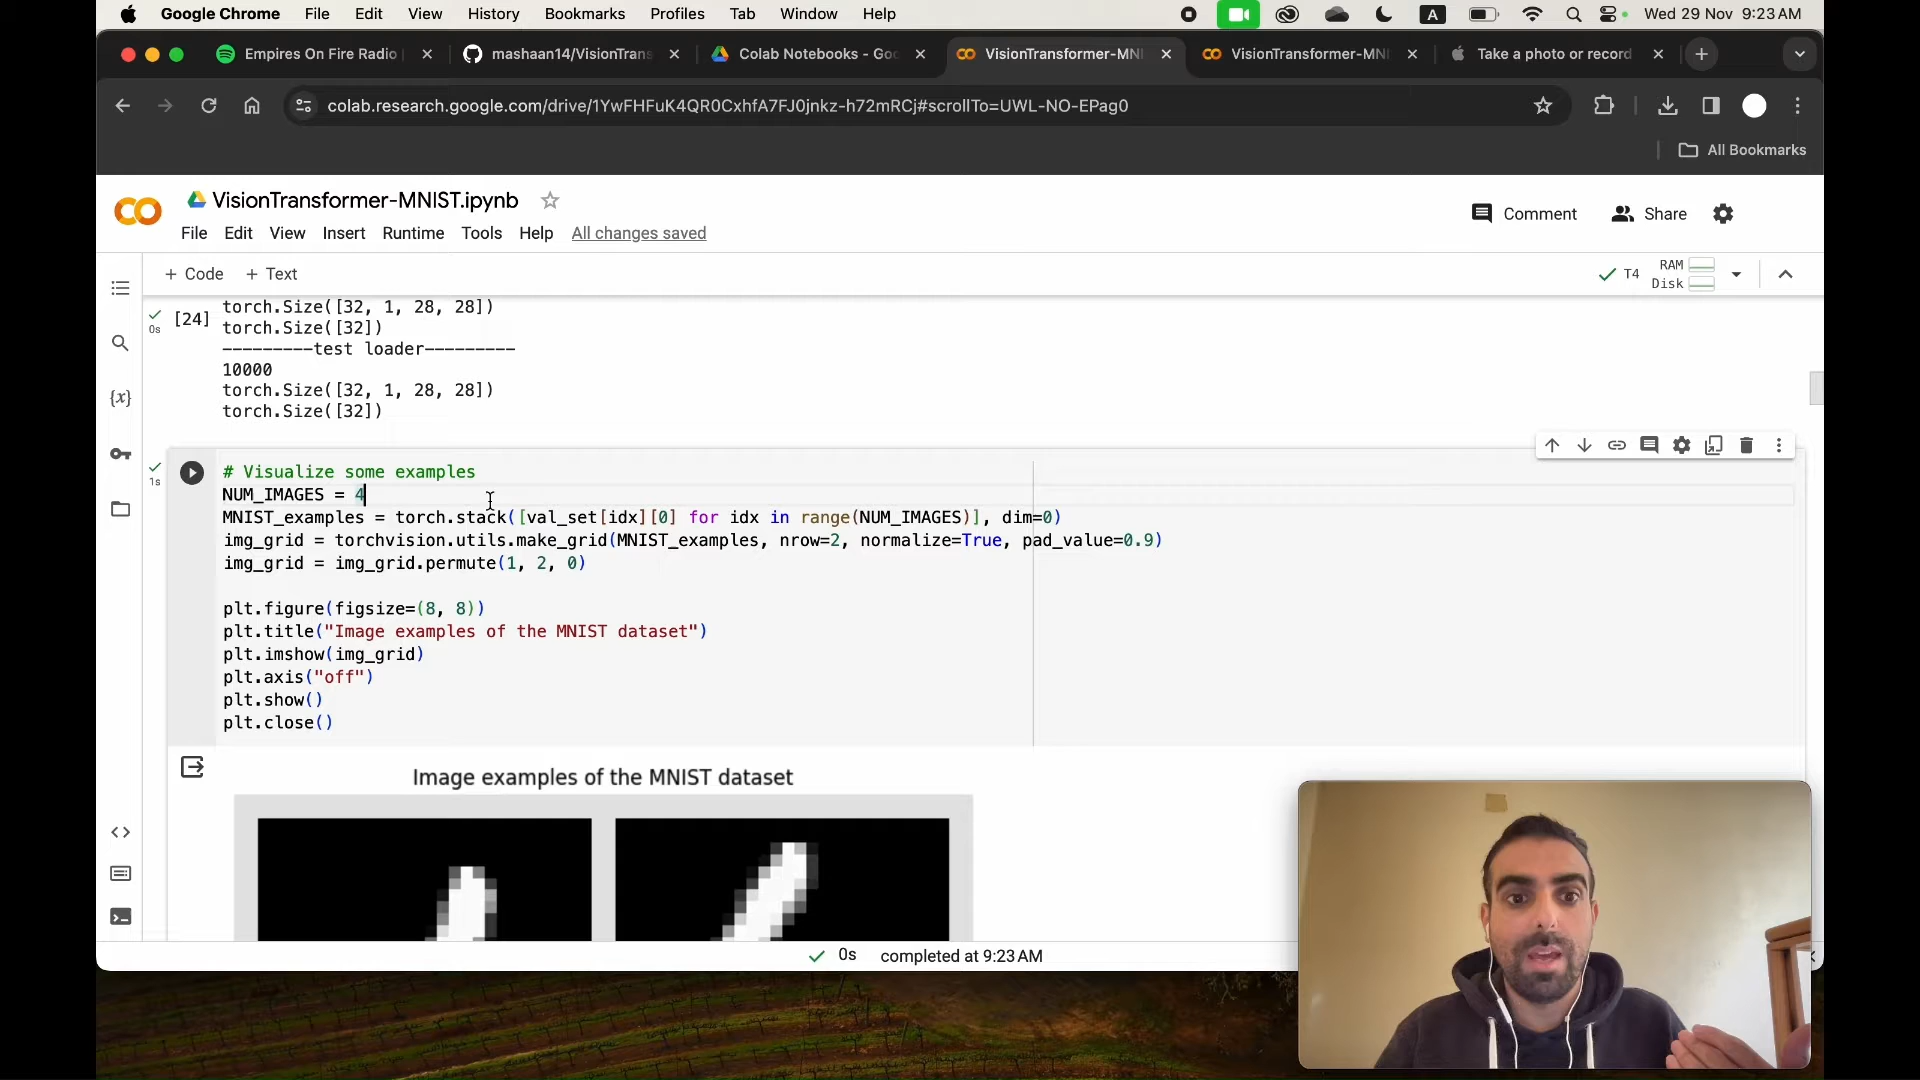 Google Chrome File Edit View History Bookmarks Profiles Tab Window Help A Wed 29 Nov 9:23 AM
Empires On Fire Radio mashaan14/VisionTrans Colab Notebooks - Goo VisionTransformer-MNI VisionTransformer-MNI Take a photo or record
colab.research.google.com/drive/1YwFHFuK4QR0CxhfA7FJ0jnkz-h72mRCj#scrollTo=UWL-NO-EPag0
All Bookmarks
VisionTransformer-MNIST.ipynb
Comment Share
File Edit View Insert Runtime Tools Help All changes saved
+ Code + Text T4 RAM
Disk
torch.Size([32, 1, 28, 28])
0s [24] torch.Size([32])
---------test loader---------
10000
torch.Size([32, 1, 28, 28])
torch.Size([32])
{x}
1s # Visualize some examples
NUM_IMAGES = 4
MNIST_examples = torch.stack([val_set[idx][0] for idx in range(NUM_IMAGES)], dim=0)
img_grid = torchvision.utils.make_grid(MNIST_examples, nrow=2, normalize=True, pad_value=0.9)
img_grid = img_grid.permute(1, 2, 0)
plt.figure(figsize=(8, 8))
plt.title("Image examples of the MNIST dataset")
plt.imshow(img_grid)
plt.axis("off")
plt.show()
plt.close()
Image examples of the MNIST dataset
0s completed at 9:23 AM